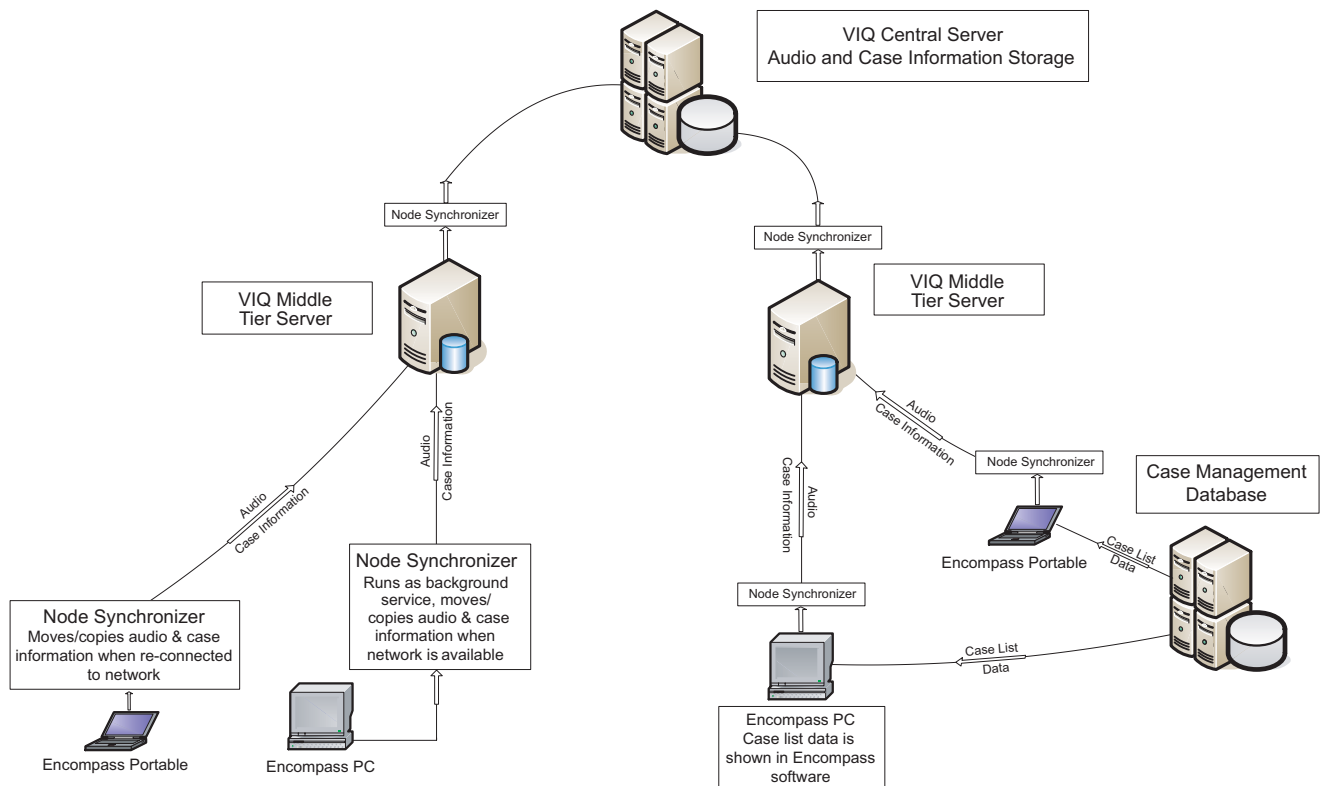 VIQ Central Server
Audio and Case Information Storage
Node Synchronizer
Node Synchronizer
VIQ Middle
Tier Server
VIQ Middle
Tier Server
Audio
Case Information
Audio
Case Information
Audio
Case Information
Audio
Case Information
Node Synchronizer
Case Management
Database
Encompass Portable
Case List
Data
Node Synchronizer
Runs as background
service, moves/
copies audio & case
information when
network is available
Node Synchronizer
Node Synchronizer
Moves/copies audio & case
information when re-connected
to network
Case List
Data
Encompass Portable
Encompass PC
Encompass PC
Case list data is
shown in Encompass
software